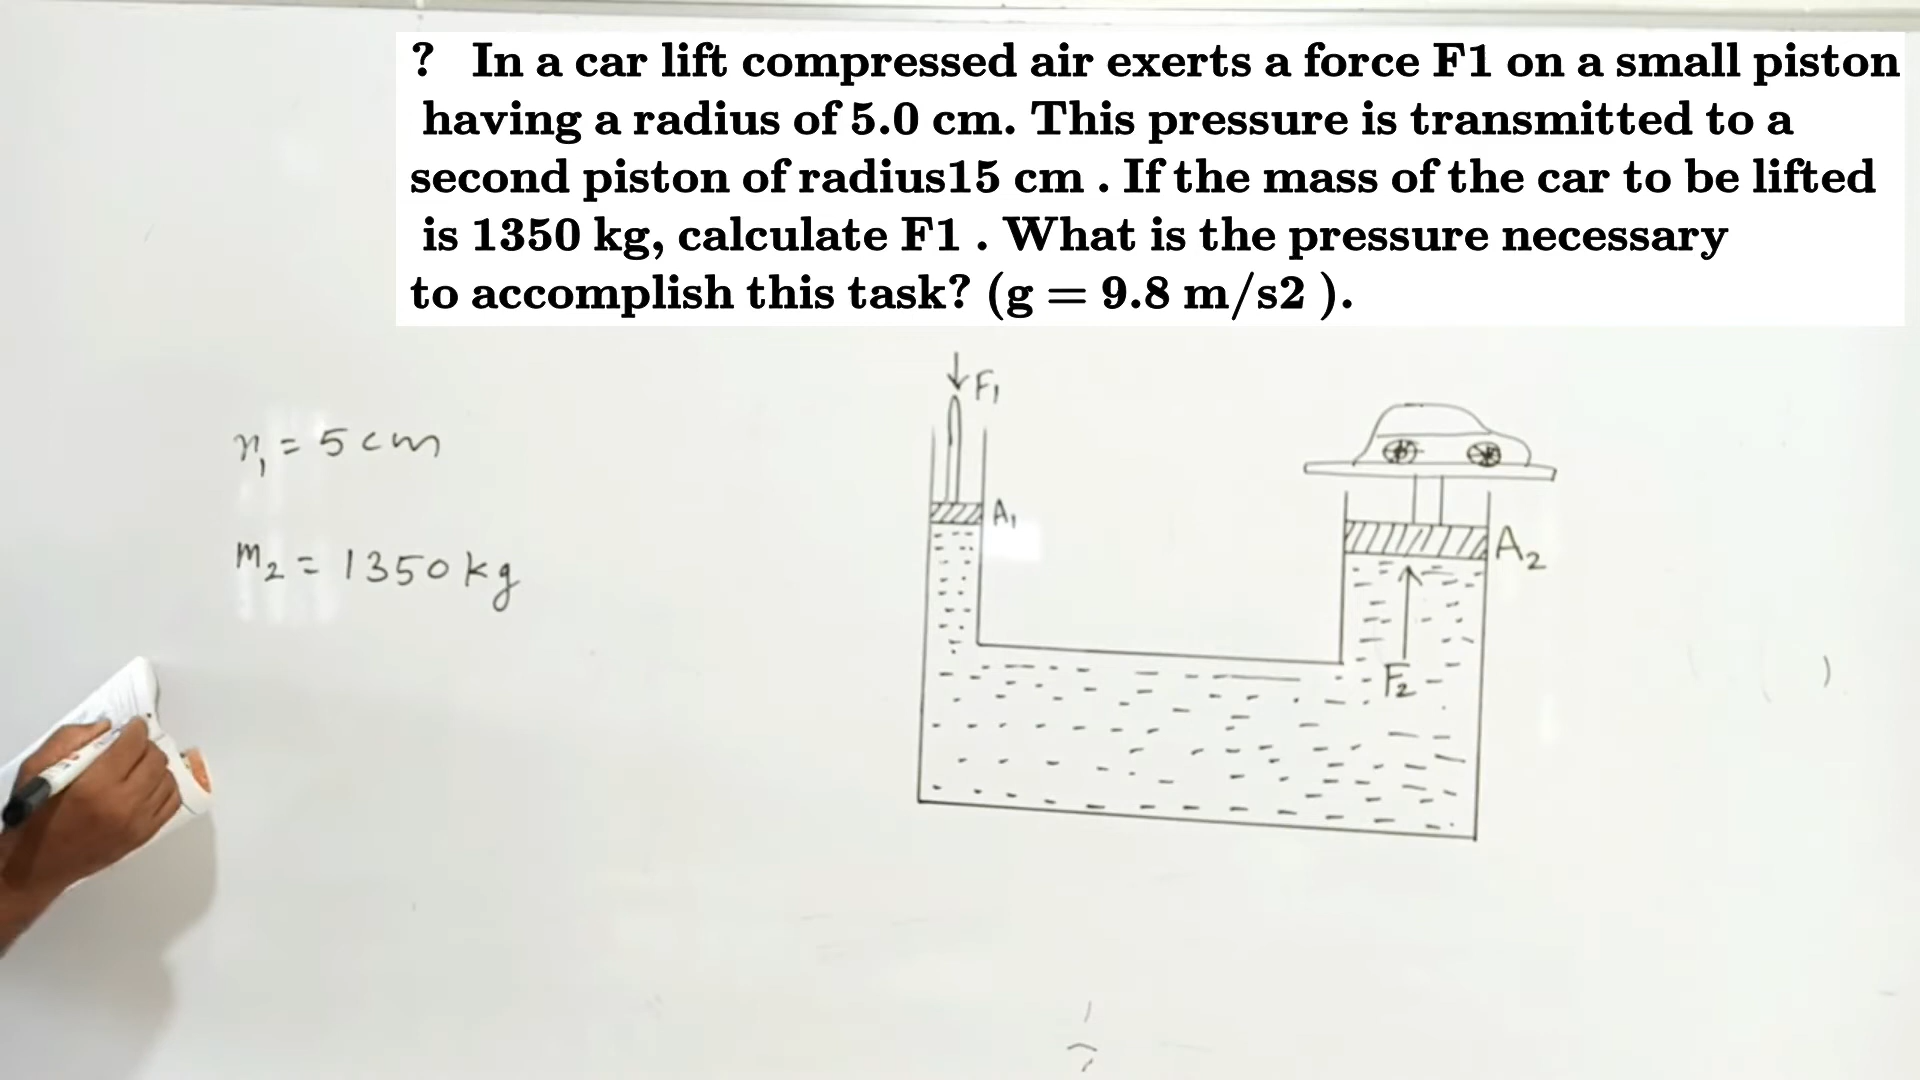 ? In a car lift compressed air exerts a force F1 on a small piston
having a radius of 5.0 cm. This pressure is transmitted to a
second piston of radius15 cm . If the mass of the car to be lifted
is 1350 kg, calculate F1 . What is the pressure necessary
to accomplish this task? (g = 9.8 m/s2 ).
r₁ = 5 cm
m₂ = 1350 kg
F₁
A₁
A₂
F₂